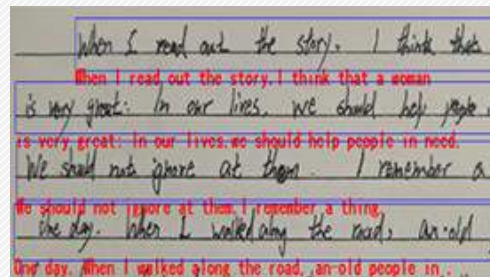 When I read out the story. I think that
When I read out the story. I think that a woman
is very great: In our lives. we should help people
is very great: in our lives.we should help people in need.
We should not ignore at them. I remember a
We should not ignore at them.I remember a thing,
One day. When I walked along the road, an-old
One day. When I walked along the road, an-old people in